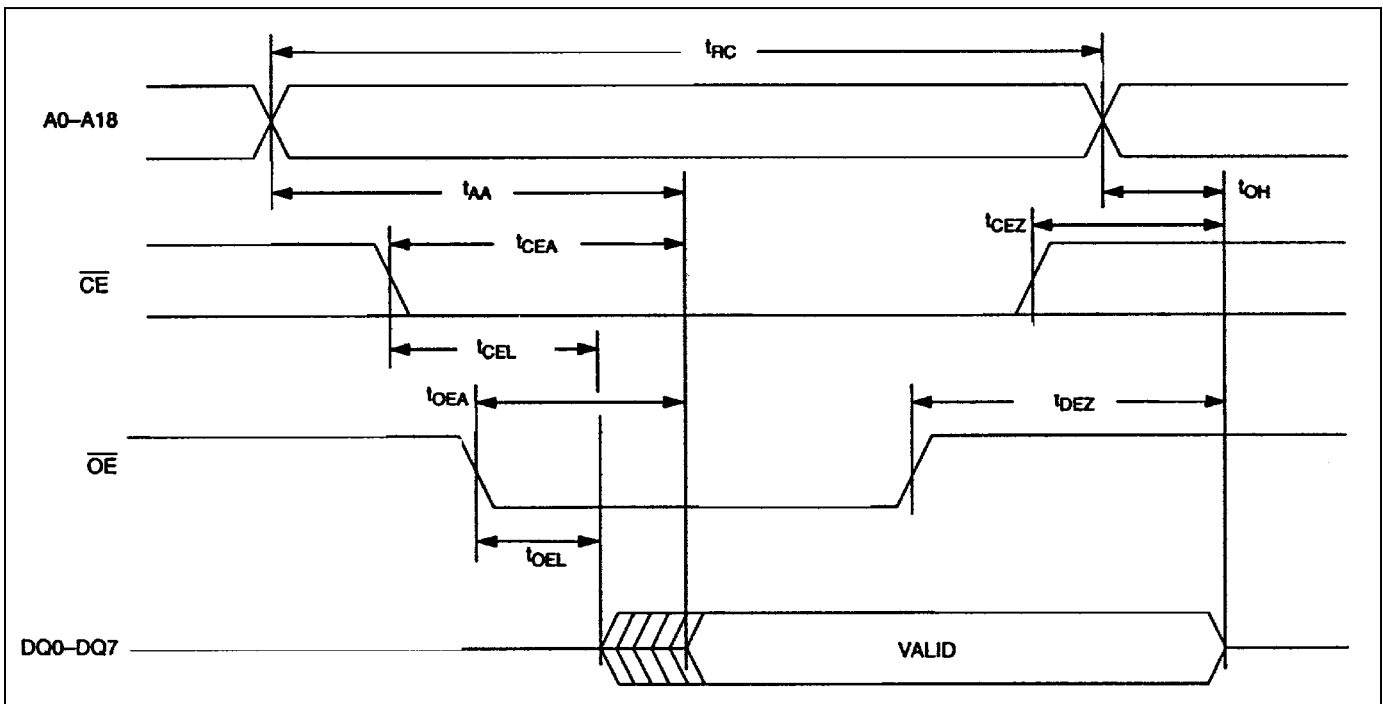 tRC
A0–A18
tAA
tOH
tCEZ
tCEA
CE
tCEL
tOEA
tDEZ
OE
tOEL
DQ0–DQ7
VALID